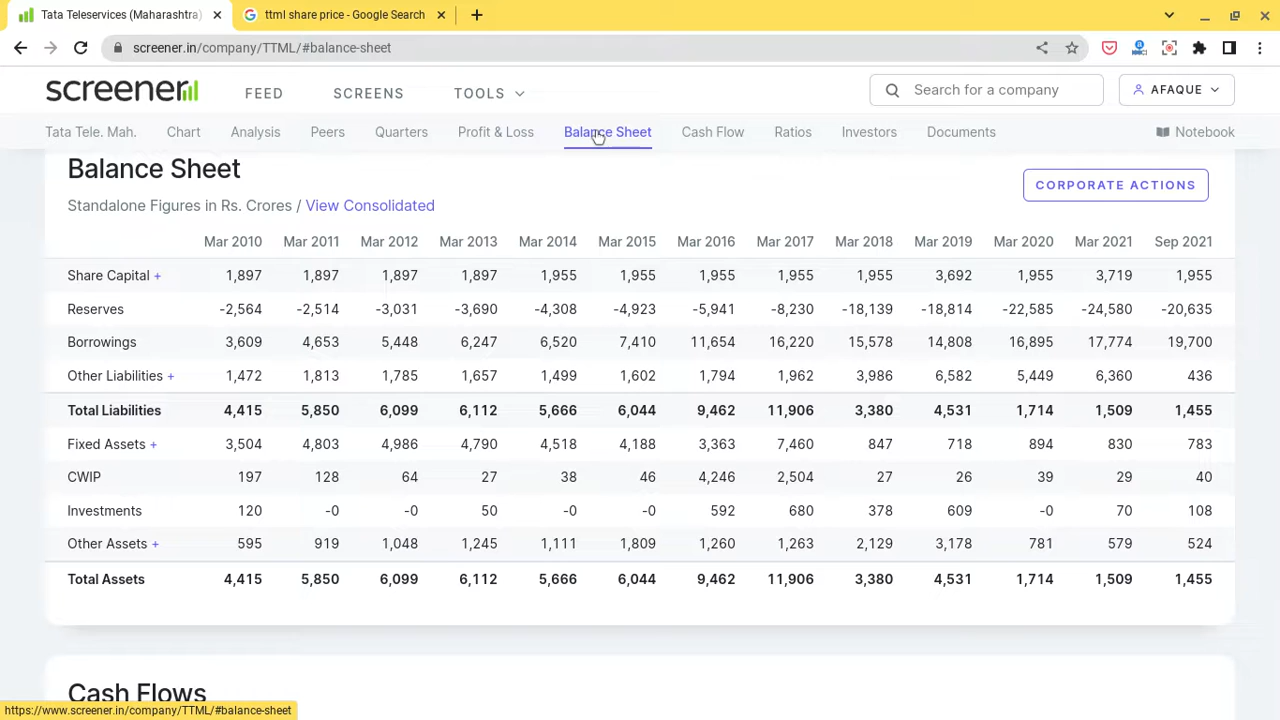 Tata Teleservices (Maharashtra)
ttml share price - Google Search
screener.in/company/TTML/#balance-sheet
screener FEED SCREENS TOOLS Search for a company AFAQUE
Tata Tele. Mah. Chart Analysis Peers Quarters Profit & Loss Balance Sheet Cash Flow Ratios Investors Documents Notebook
Balance Sheet
CORPORATE ACTIONS
Standalone Figures in Rs. Crores / View Consolidated
Mar 2010 Mar 2011 Mar 2012 Mar 2013 Mar 2014 Mar 2015 Mar 2016 Mar 2017 Mar 2018 Mar 2019 Mar 2020 Mar 2021 Sep 2021
Share Capital + 1,897 1,897 1,897 1,897 1,955 1,955 1,955 1,955 1,955 3,692 1,955 3,719 1,955
Reserves -2,564 -2,514 -3,031 -3,690 -4,308 -4,923 -5,941 -8,230 -18,139 -18,814 -22,585 -24,580 -20,635
Borrowings 3,609 4,653 5,448 6,247 6,520 7,410 11,654 16,220 15,578 14,808 16,895 17,774 19,700
Other Liabilities + 1,472 1,813 1,785 1,657 1,499 1,602 1,794 1,962 3,986 6,582 5,449 6,360 436
Total Liabilities 4,415 5,850 6,099 6,112 5,666 6,044 9,462 11,906 3,380 4,531 1,714 1,509 1,455
Fixed Assets + 3,504 4,803 4,986 4,790 4,518 4,188 3,363 7,460 847 718 894 830 783
CWIP 197 128 64 27 38 46 4,246 2,504 27 26 39 29 40
Investments 120 -0 -0 50 -0 -0 592 680 378 609 -0 70 108
Other Assets + 595 919 1,048 1,245 1,111 1,809 1,260 1,263 2,129 3,178 781 579 524
Total Assets 4,415 5,850 6,099 6,112 5,666 6,044 9,462 11,906 3,380 4,531 1,714 1,509 1,455
Cash Flows
https://www.screener.in/company/TTML/#balance-sheet